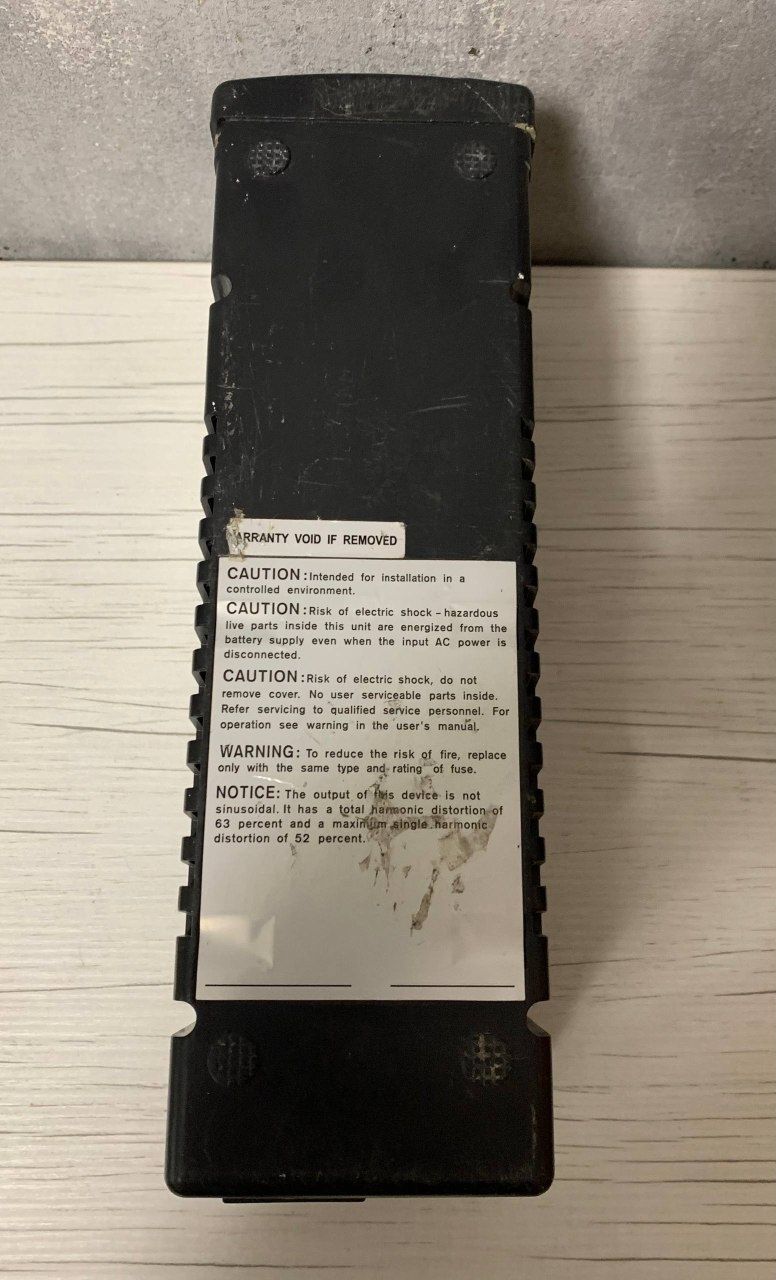 ARRANTY VOID IF REMOVED
CAUTION: Intended for installation in a
controlled environment.
CAUTION: Risk of electric shock – hazardous
live parts inside this unit are energized from the
battery supply even when the input AC power is
disconnected.
CAUTION: Risk of electric shock, do not
remove cover. No user serviceable parts inside.
Refer servicing to qualified service personnel. For
operation see warning in the user's manual.
WARNING: To reduce the risk of fire, replace
only with the same type and rating of fuse.
NOTICE: The output of this device is not
sinusoidal. It has a total harmonic distortion of
63 percent and a maximum single harmonic
distortion of 52 percent.